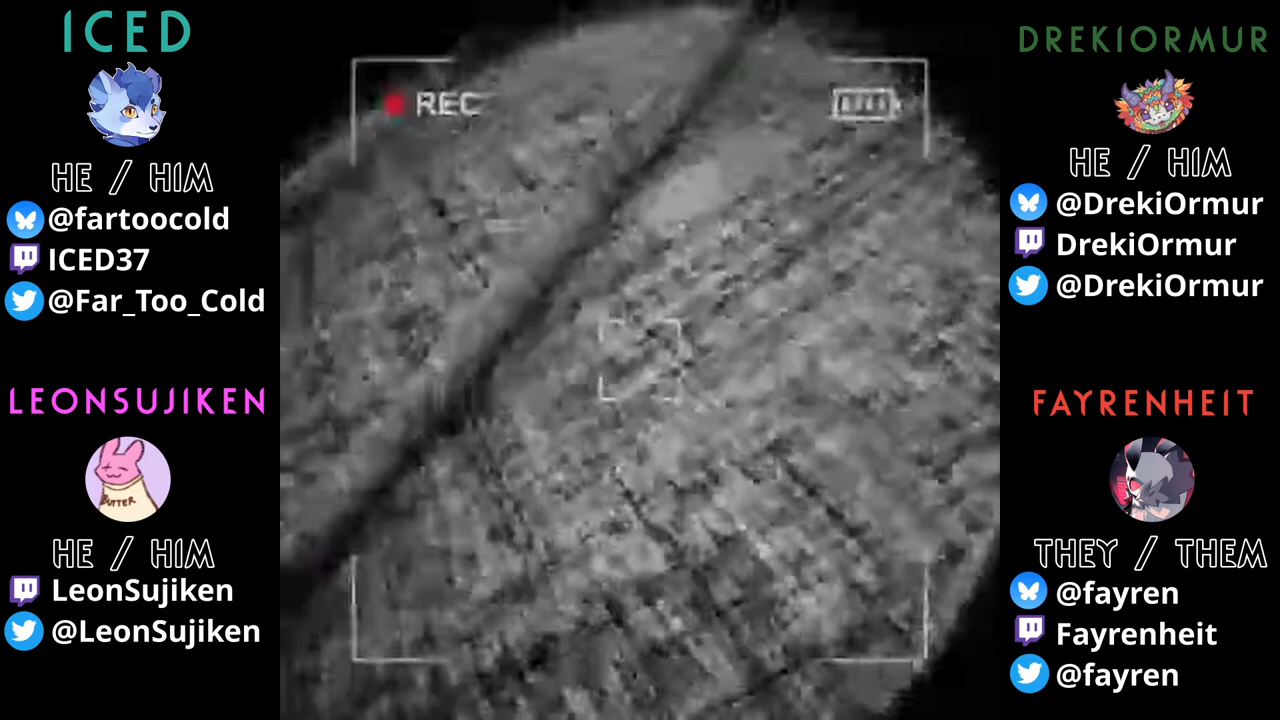 ICED
HE / HIM
@fartoocold
ICED37
@Far_Too_Cold
LEONSUJIKEN
BUTTER
HE / HIM
LeonSujiken
@LeonSujiken
REC
DREKIORMUR
HE / HIM
@DrekiOrmur
DrekiOrmur
@DrekiOrmur
FAYRENHEIT
THEY / THEM
@fayren
Fayrenheit
@fayren